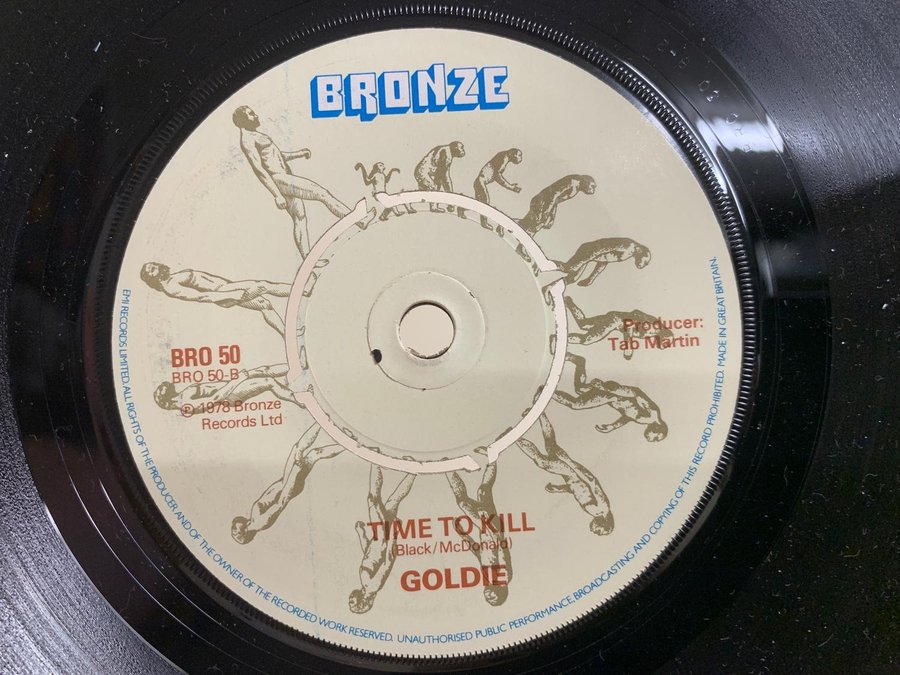 BRONZE
BRO 50
BRO 50-B
℗ 1978 Bronze
Records Ltd
Producer:
Tab Martin
TIME TO KILL
(Black/McDonald)
GOLDIE
EMI RECORDS LIMITED. ALL RIGHTS OF THE PRODUCER AND OF THE OWNER OF THE RECORDED WORK RESERVED. UNAUTHORISED PUBLIC PERFORMANCE, BROADCASTING AND COPYING OF THIS RECORD PROHIBITED. MADE IN GREAT BRITAIN.